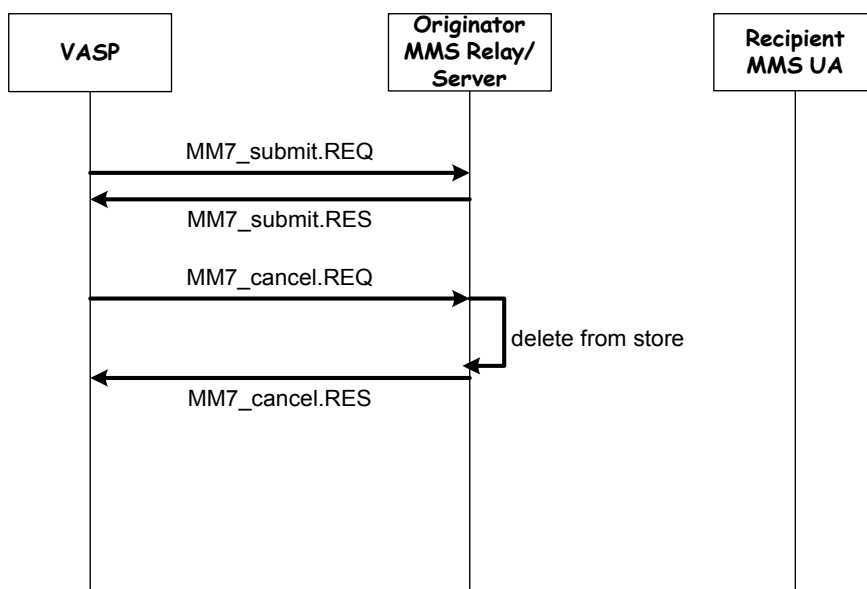 VASP
Originator
MMS Relay/
Server
Recipient
MMS UA
MM7_submit.REQ
MM7_submit.RES
MM7_cancel.REQ
delete from store
MM7_cancel.RES